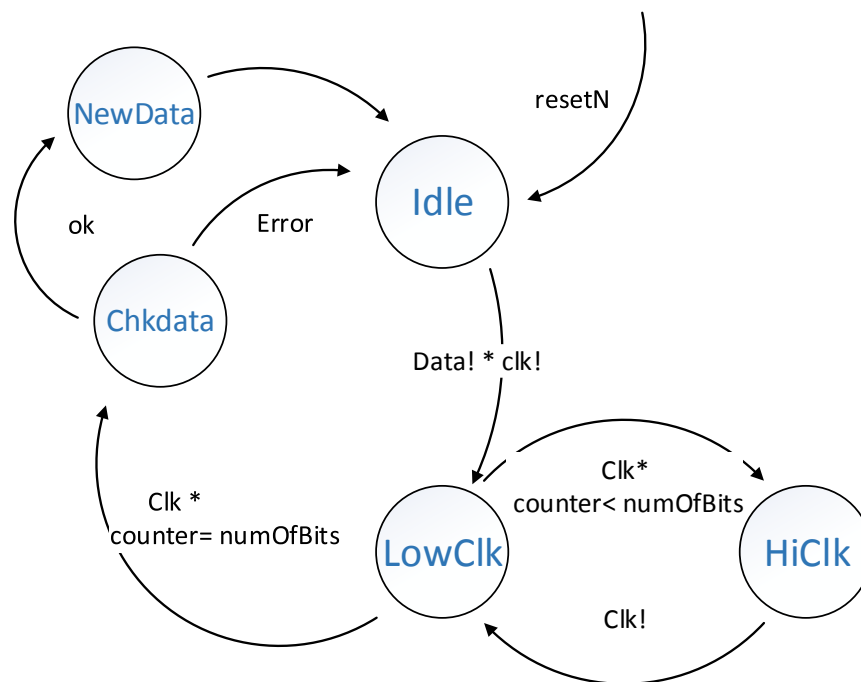 resetN
NewData
Idle
ok
Error
Chkdata
Data! * clk!
Clk*
counter< numOfBits
Clk *
counter= numOfBits
LowClk
HiClk
Clk!